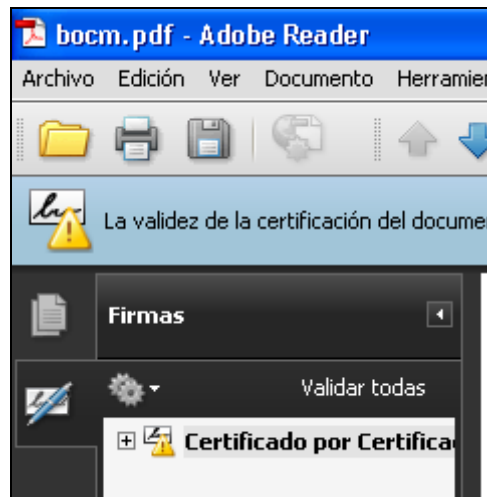 bocm.pdf - Adobe Reader
Archivo Edición Ver Documento
La validez de la certificación del
Firmas
Validar todas
Certificado por